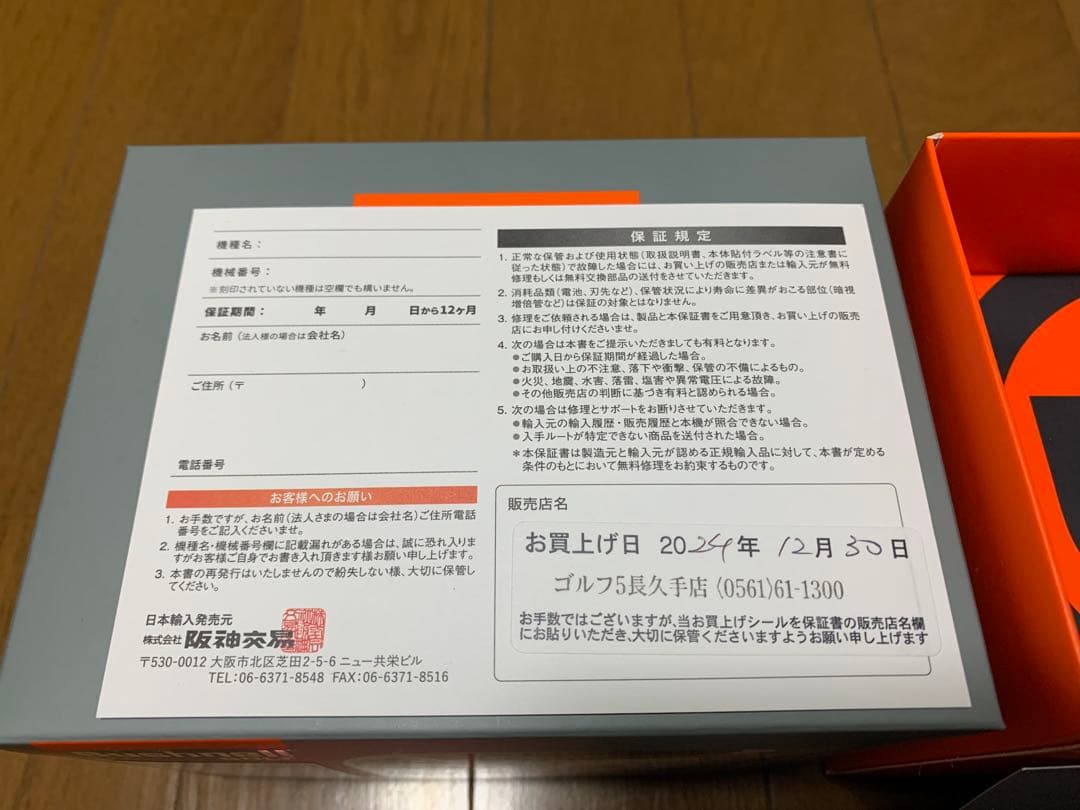 機種名：
機械番号：
※刻印されていない機種は空欄でも構いません。
保証期間： 年 月 日から12ヶ月
お名前（法人様の場合は会社名）
ご住所（〒 ）
電話番号
お客様へのお願い
1. お手数ですが、お名前（法人さまの場合は会社名）ご住所電話
番号をご記入くださいませ。
2. 機種名・機械番号欄に記載漏れがある場合は、誠に恐れ入りま
すがお客様ご自身でお書き入れ頂きます様お願い申し上げます。
3. 本書の再発行はいたしませんので紛失しない様、大切に保管し
てください。
日本輸入発売元
株式会社 阪神交易
〒530-0012 大阪市北区芝田2-5-6 ニュー共栄ビル
TEL：06-6371-8548 FAX：06-6371-8516
保証規定
1. 正常な保管および使用状態（取扱説明書、本体貼付ラベル等の注意書に
従った状態）で故障した場合には、お買い上げの販売店または輸入元が無料
修理もしくは無料交換部品の送付をさせていただきます。
2. 消耗品類（電池、刃先など）、保管状況により寿命に差異がおこる部位（暗視
増倍管など）は保証の対象とはなりません。
3. 修理をご依頼される場合は、製品と本保証書をご用意頂き、お買い上げの販売
店にお申し付けくださいませ。
4. 次の場合は本書をご提示いただきましても有料となります。
●ご購入日から保証期間が経過した場合。
●お取扱い上の不注意、落下や衝撃、保管の不備によるもの。
●火災、地震、水害、落雷、塩害や異常電圧による故障。
●その他販売店の判断に基づき有料と認められる場合。
5. 次の場合は修理とサポートをお断りさせていただきます。
●輸入元の輸入履歴・販売履歴と本機が照合できない場合。
●入手ルートが特定できない商品を送付された場合。
＊本保証書は製造元と輸入元が認める正規輸入品に対して、本書が定める
条件のもとにおいて無料修理をお約束するものです。
販売店名
お買上げ日 2024年 12月 30日
ゴルフ5長久手店 (0561)61-1300
お手数ではございますが、当お買上げシールを保証書の販売店名欄
にお貼りいただき、大切に保管くださいますようお願い申し上げます